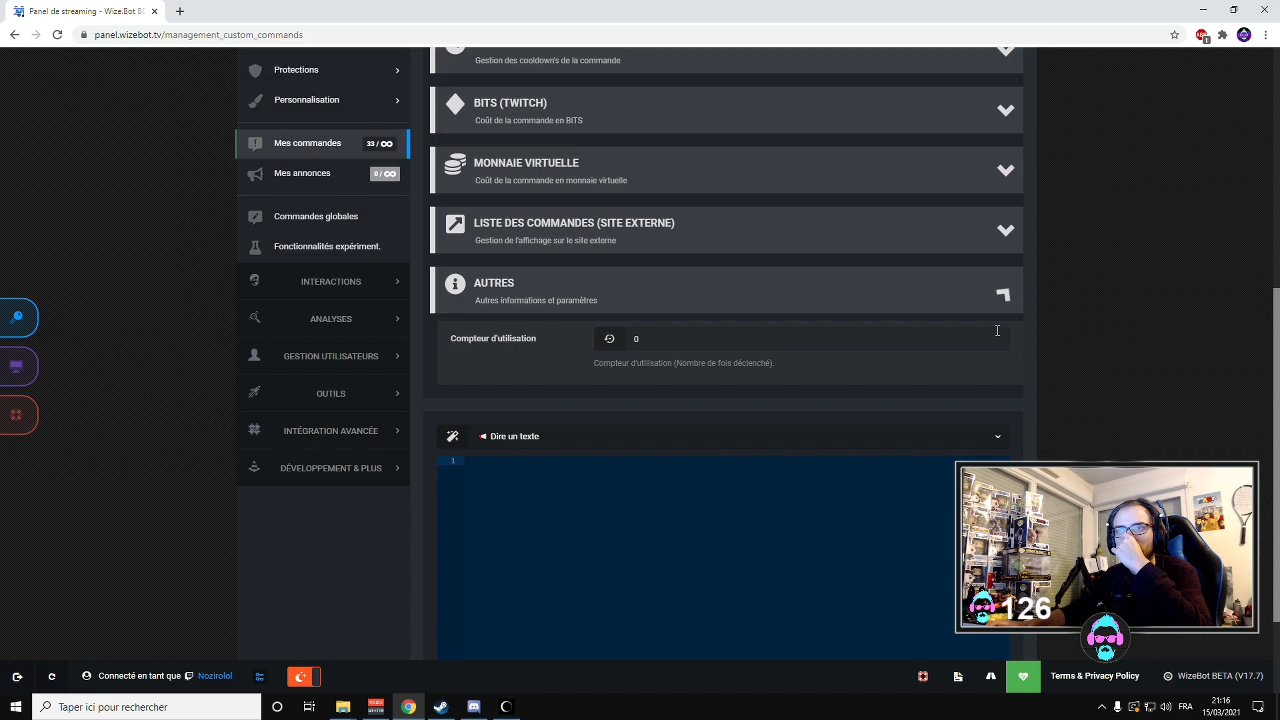 Panel de streaming - Wize.Bot B
panel.wizebot.tv/management_custom_commands
1
Gestion des cooldown's de la commande
Protections
Personnalisation
BITS (TWITCH)
Coût de la commande en BITS
Mes commandes 33 /
Mes annonces 0 /
MONNAIE VIRTUELLE
Coût de la commande en monnaie virtuelle
Commandes globales
LISTE DES COMMANDES (SITE EXTERNE)
Gestion de l'affichage sur le site externe
Fonctionnalités expériment.
INTERACTIONS
AUTRES
Autres informations et paramètres
ANALYSES
Compteur d'utilisation 0
GESTION UTILISATEURS
Compteur d'utilisation (Nombre de fois déclenché).
OUTILS
INTÉGRATION AVANCÉE
Dire un texte
1
DÉVELOPPEMENT & PLUS
126
Connecté en tant que Nozirolol
Terms & Privacy Policy
WizeBot (V17.7)
Taper ici pour rechercher
21:16
15/03/2021